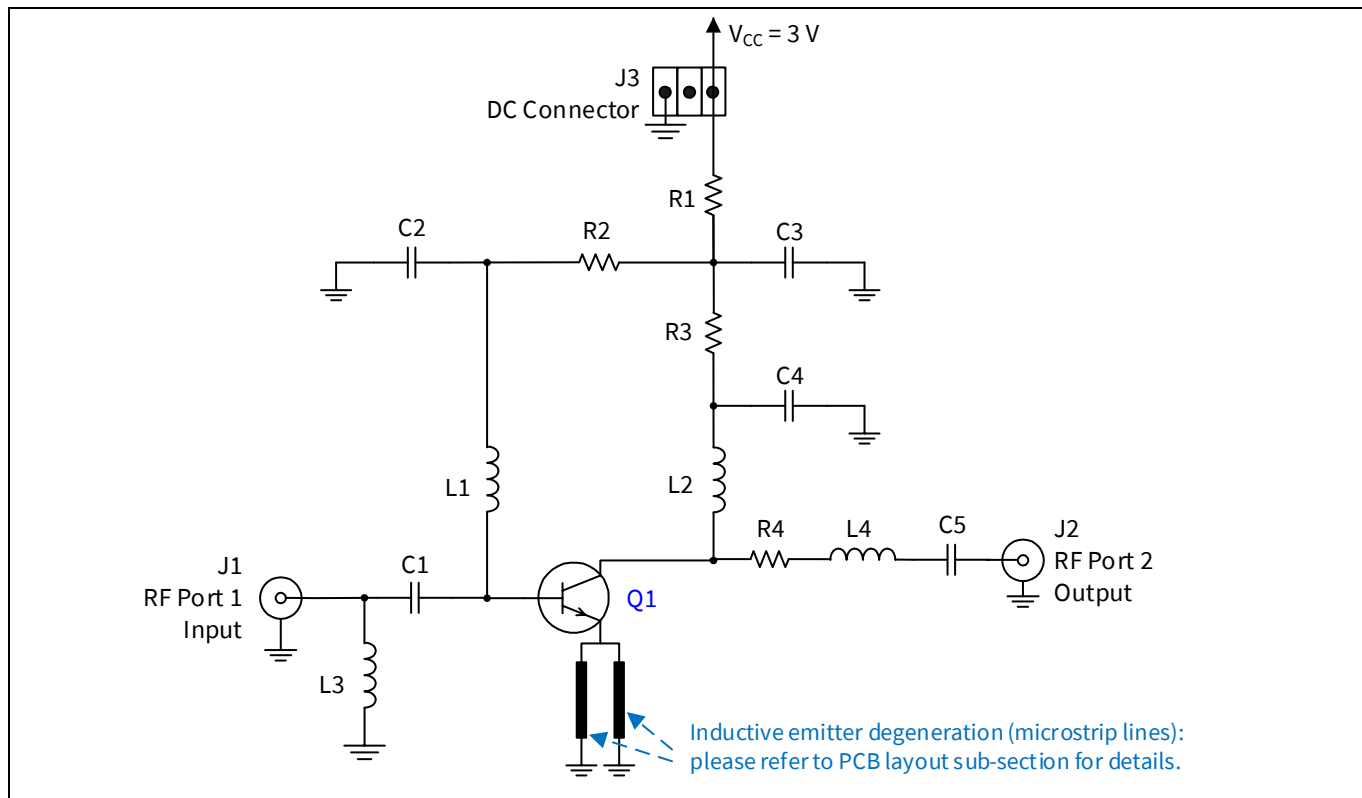 V_CC = 3 V
J3
DC Connector
R1
C2
R2
C3
R3
C4
L1
L2
R4
L4
C5
J2
RF Port 2
Output
J1
RF Port 1
Input
C1
Q1
L3
Inductive emitter degeneration (microstrip lines):
please refer to PCB layout sub-section for details.